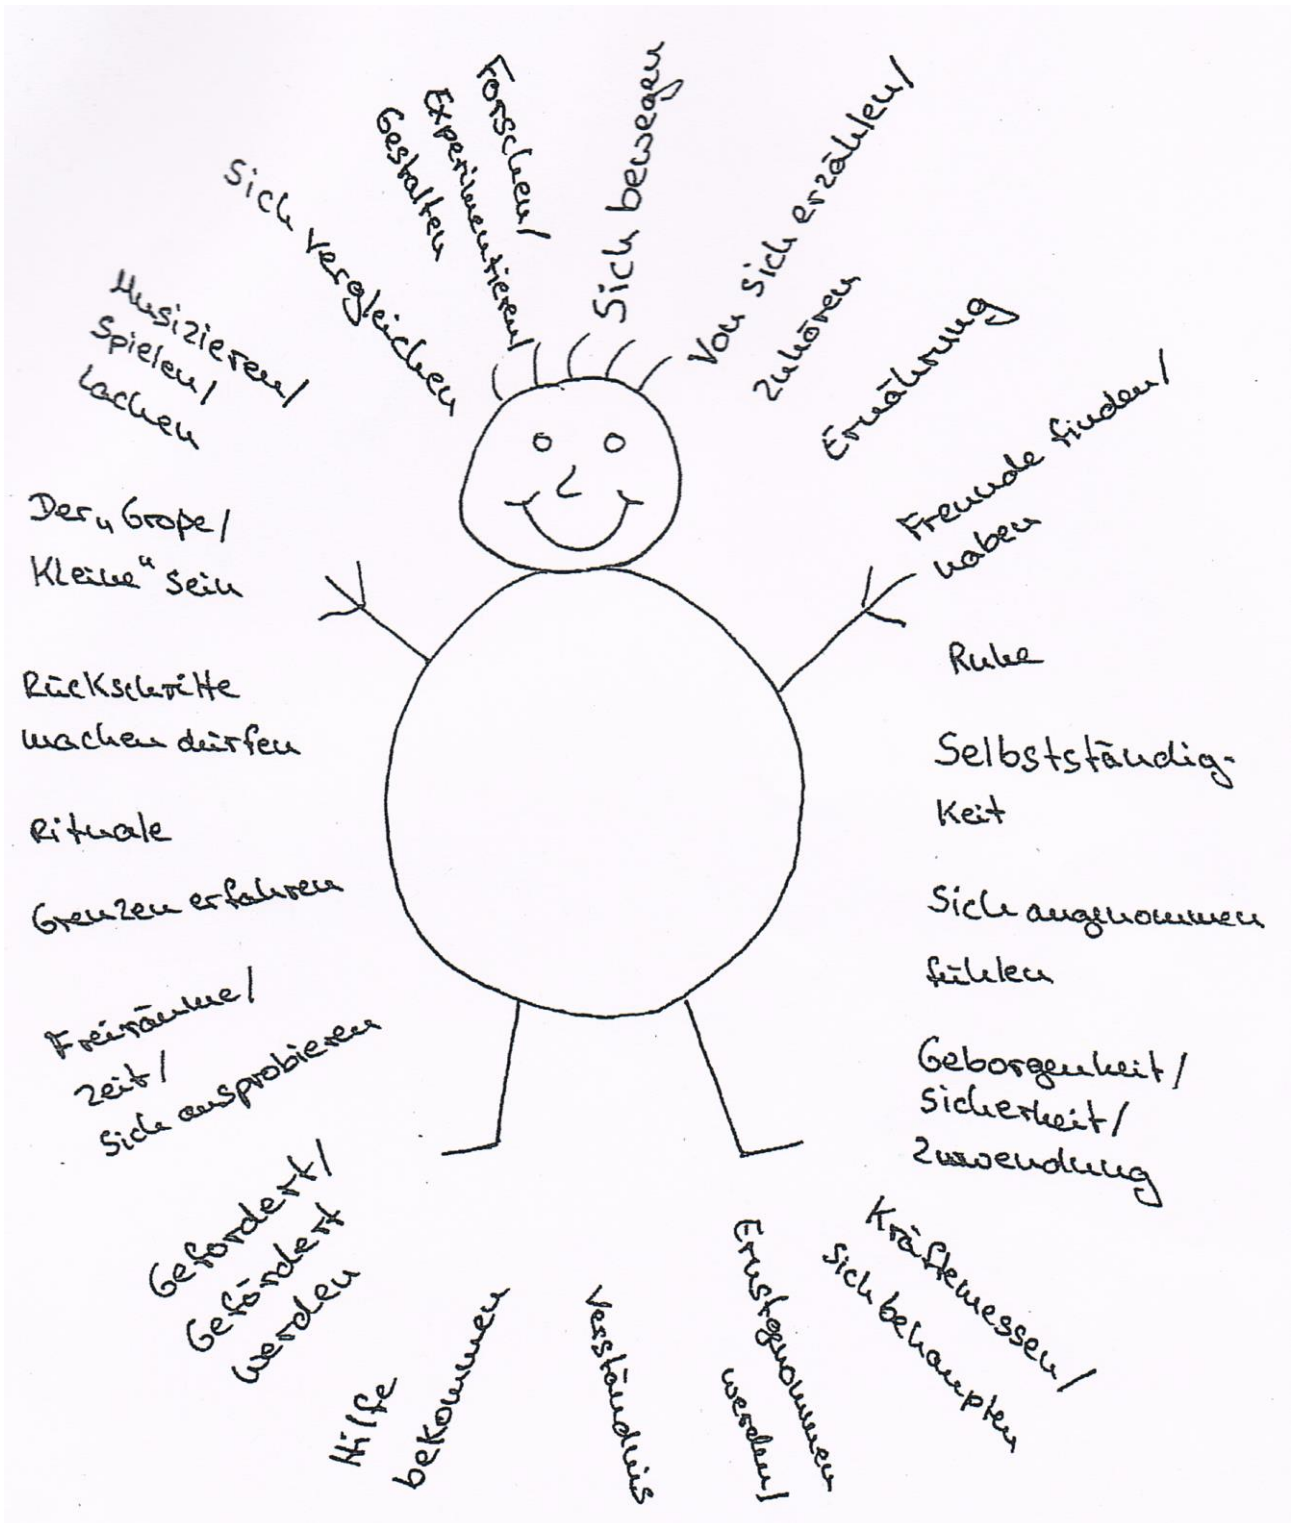 Sich bewegen
Von sich erzählen/
zuhören
Ernährung
Freunde finden/
haben
Ruhe
Selbstständig-
keit
Sich angenommen
fühlen
Geborgenheit/
Sicherheit/
Zuwendung
Kräftemessen/
sich behaupten
Ernstgenommen
werden/
Verständnis
Hilfe
bekommen
Gefordert/
Gefördert
werden
Freiräume/
Zeit/
Sich ausprobieren
Grenzen erfahren
Rituale
Rückschritte
machen dürfen
Der „Große/
Kleine“ sein
Musizieren/
Spielen/
Lachen
Sich vergleichen
Forschen/
Experimentieren/
Gestalten